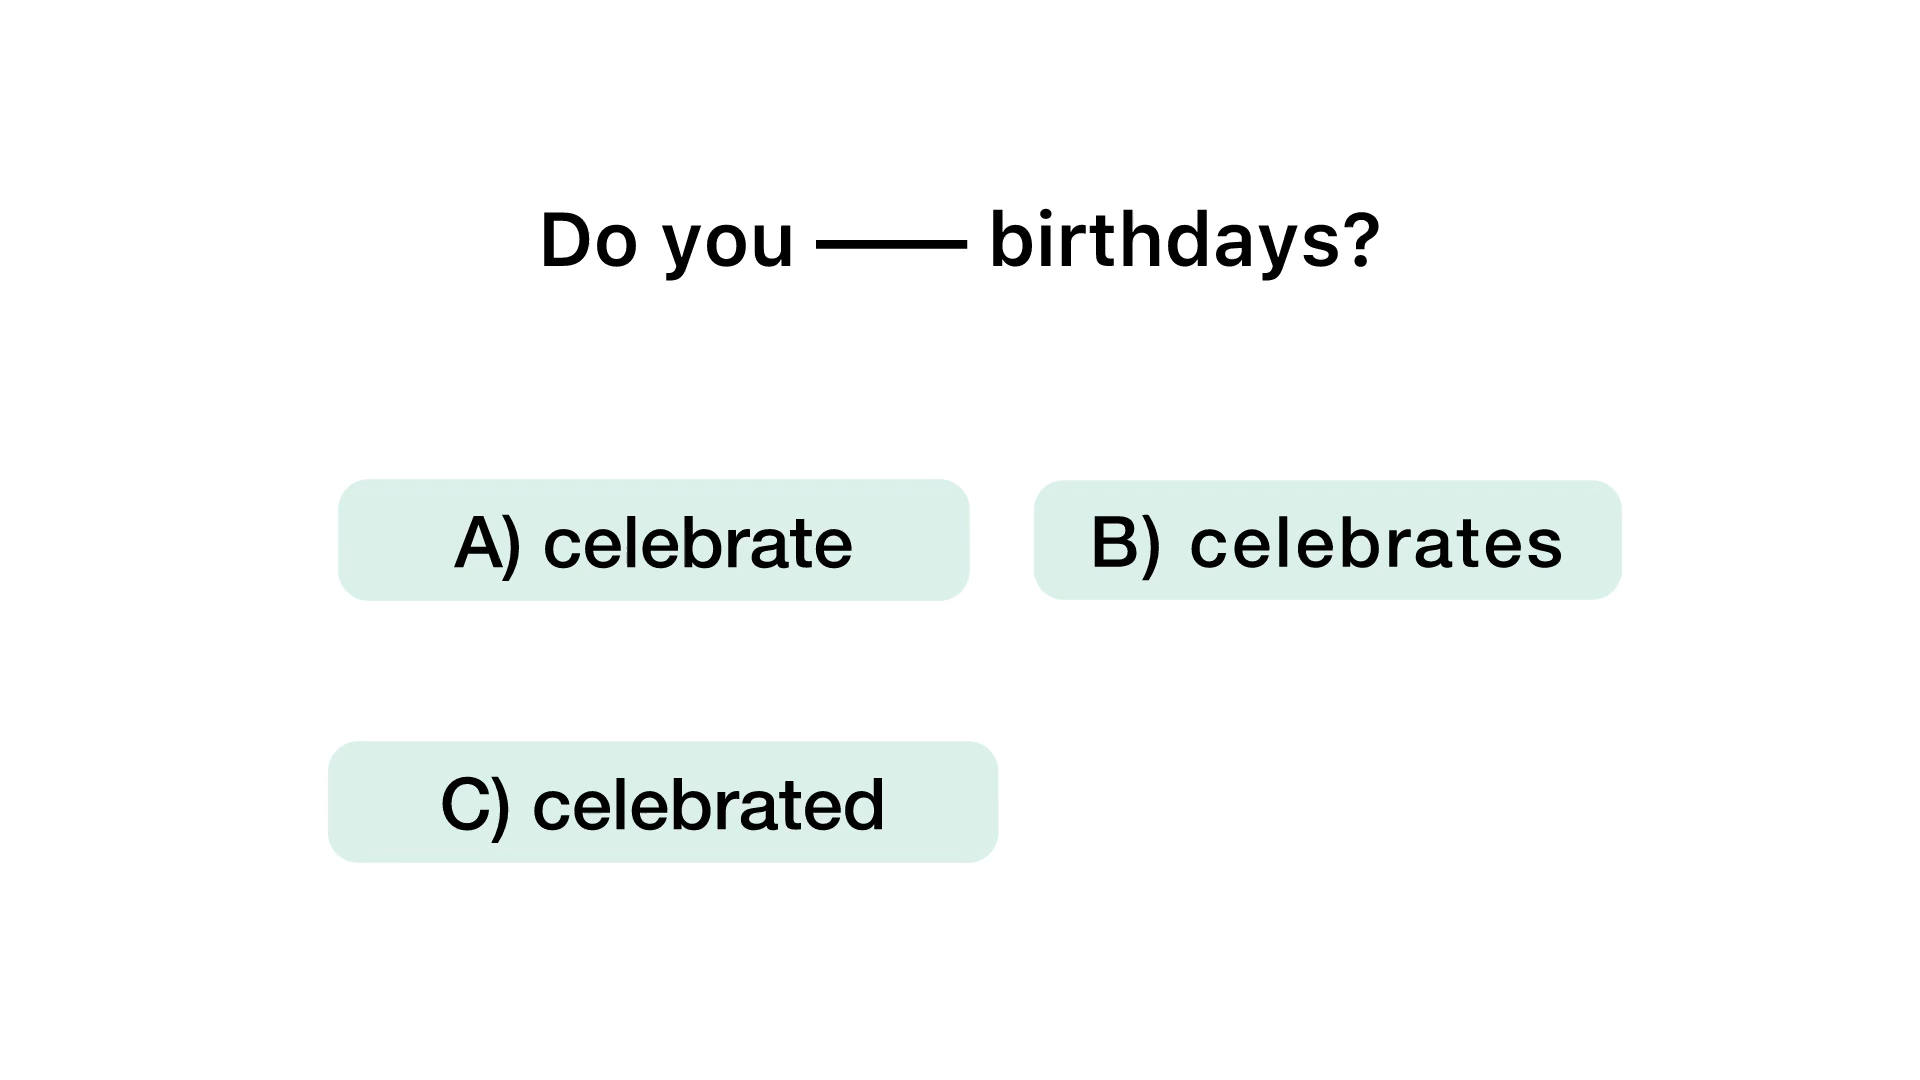 Do you —— birthdays?
A) celebrate
B) celebrates
C) celebrated